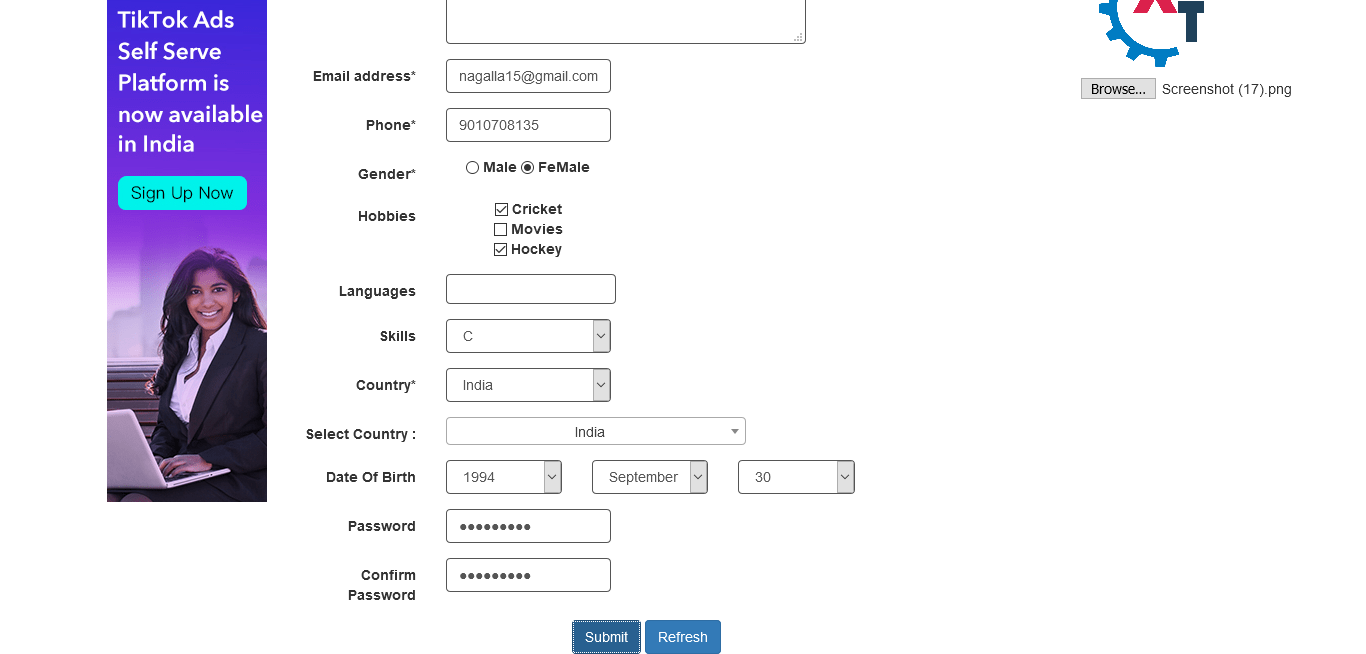 TikTok Ads
Self Serve
Platform is
now available
in India
Sign Up Now
Email address* nagalla15@gmail.com
Phone* 9010708135
Gender* Male FeMale
Hobbies Cricket
Movies
Hockey
Languages
Skills C
Country* India
Select Country : India
Date Of Birth 1994 September 30
Password ●●●●●●●●●
Confirm
Password ●●●●●●●●●
Submit Refresh
T
Browse... Screenshot (17).png